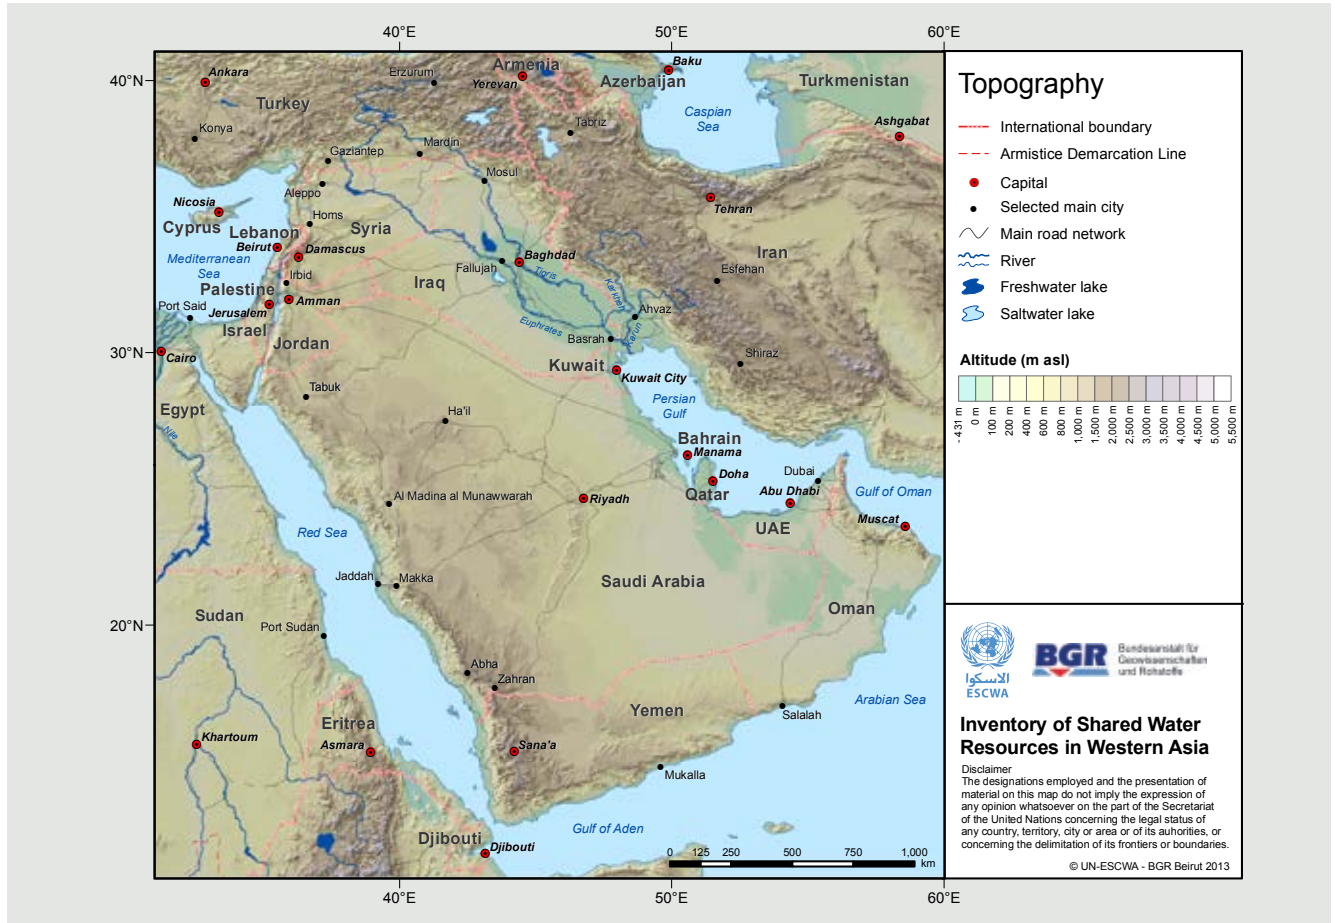 40°E
50°E
60°E
40°N
30°N
20°N
40°E
50°E
60°E
Ankara
Turkey
Konya
Erzurum
Armenia
Yerevan
Azerbaijan
Baku
Turkmenistan
Caspian
Sea
Ashgabat
Tabriz
Mardin
Gaziantep
Mosul
Aleppo
Nicosia
Cyprus
Homs
Lebanon
Syria
Beirut
Damascus
Mediterranean
Sea
Irbid
Palestine
Amman
Port Said
Jerusalem
Israel
Jordan
Cairo
Tehran
Iran
Esfehan
Baghdad
Fallujah
Tigris
Iraq
Karkheh
Ahvaz
Euphrates
Basrah
Karun
Shiraz
Kuwait
Kuwait City
Persian
Gulf
Tabuk
Egypt
Nile
Ha'il
Bahrain
Manama
Doha
Dubai
Qatar
Abu Dhabi
Gulf of Oman
Al Madina al Munawwarah
Riyadh
Muscat
UAE
Red Sea
Jaddah
Makka
Saudi Arabia
Oman
Sudan
Port Sudan
Abha
Zahran
Arabian Sea
Yemen
Salalah
Eritrea
Khartoum
Asmara
Sana'a
Mukalla
Gulf of Aden
Djibouti
Djibouti
0 125 250 500 750 1,000
km
Topography
International boundary
Armistice Demarcation Line
Capital
Selected main city
Main road network
River
Freshwater lake
Saltwater lake
Altitude (m asl)
- 431 m
0 m
100 m
200 m
400 m
600 m
800 m
1,000 m
1,500 m
2,000 m
2,500 m
3,000 m
3,500 m
4,000 m
4,500 m
5,000 m
5,500 m
الاسكوا
ESCWA
BGR
Bundesanstalt für
Geowissenschaften
und Rohstoffe
Inventory of Shared Water
Resources in Western Asia
Disclaimer
The designations employed and the presentation of
material on this map do not imply the expression of
any opinion whatsoever on the part of the Secretariat
of the United Nations concerning the legal status of
any country, territory, city or area or of its auhorities, or
concerning the delimitation of its frontiers or boundaries.
© UN-ESCWA - BGR Beirut 2013